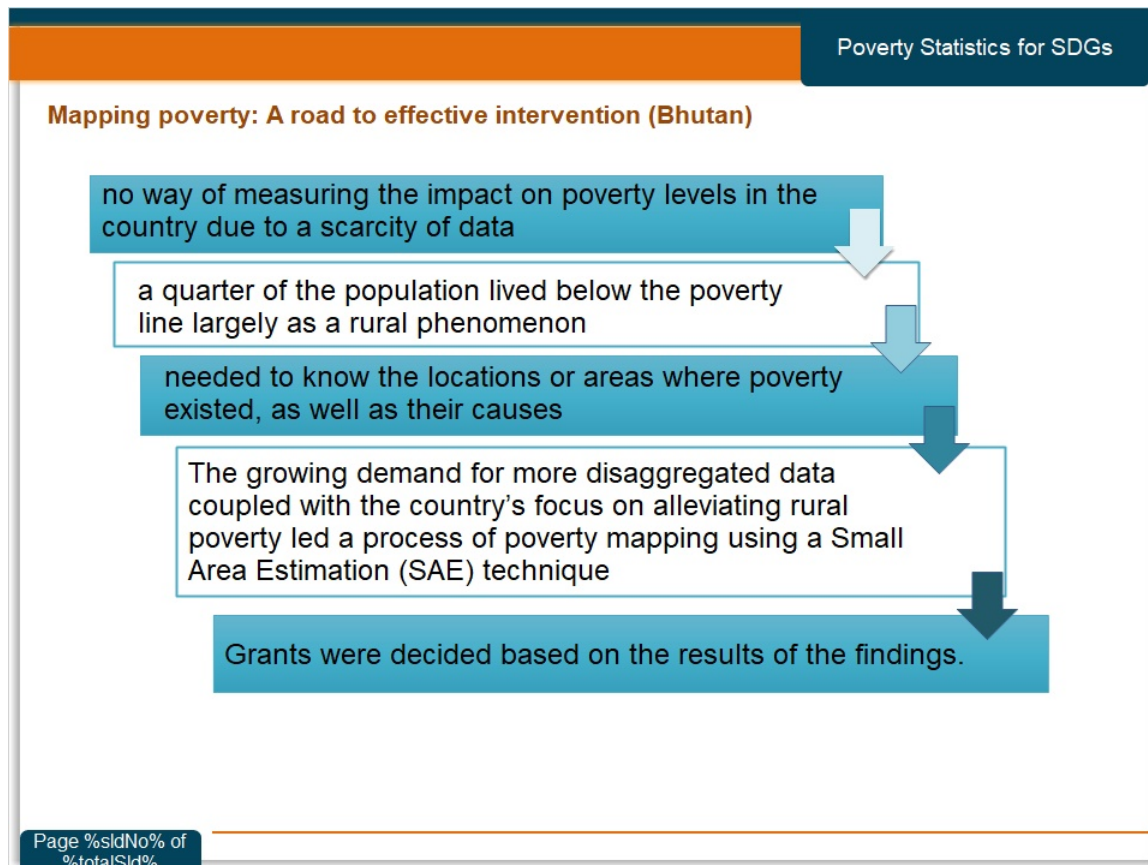 Poverty Statistics for SDGs
Mapping poverty: A road to effective intervention (Bhutan)
no way of measuring the impact on poverty levels in the
country due to a scarcity of data
a quarter of the population lived below the poverty
line largely as a rural phenomenon
needed to know the locations or areas where poverty
existed, as well as their causes
The growing demand for more disaggregated data
coupled with the country’s focus on alleviating rural
poverty led a process of poverty mapping using a Small
Area Estimation (SAE) technique
Grants were decided based on the results of the findings.
Page %sldNo% of
%totalSld%